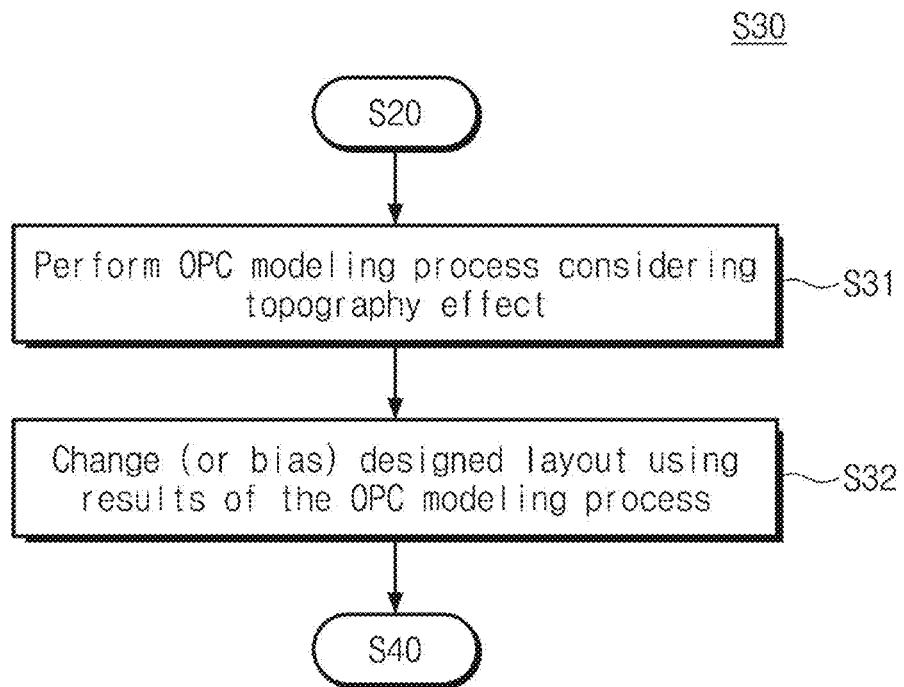 S30
S20
Perform OPC modeling process considering
topography effect
S31
Change (or bias) designed layout using
results of the OPC modeling process
S32
S40